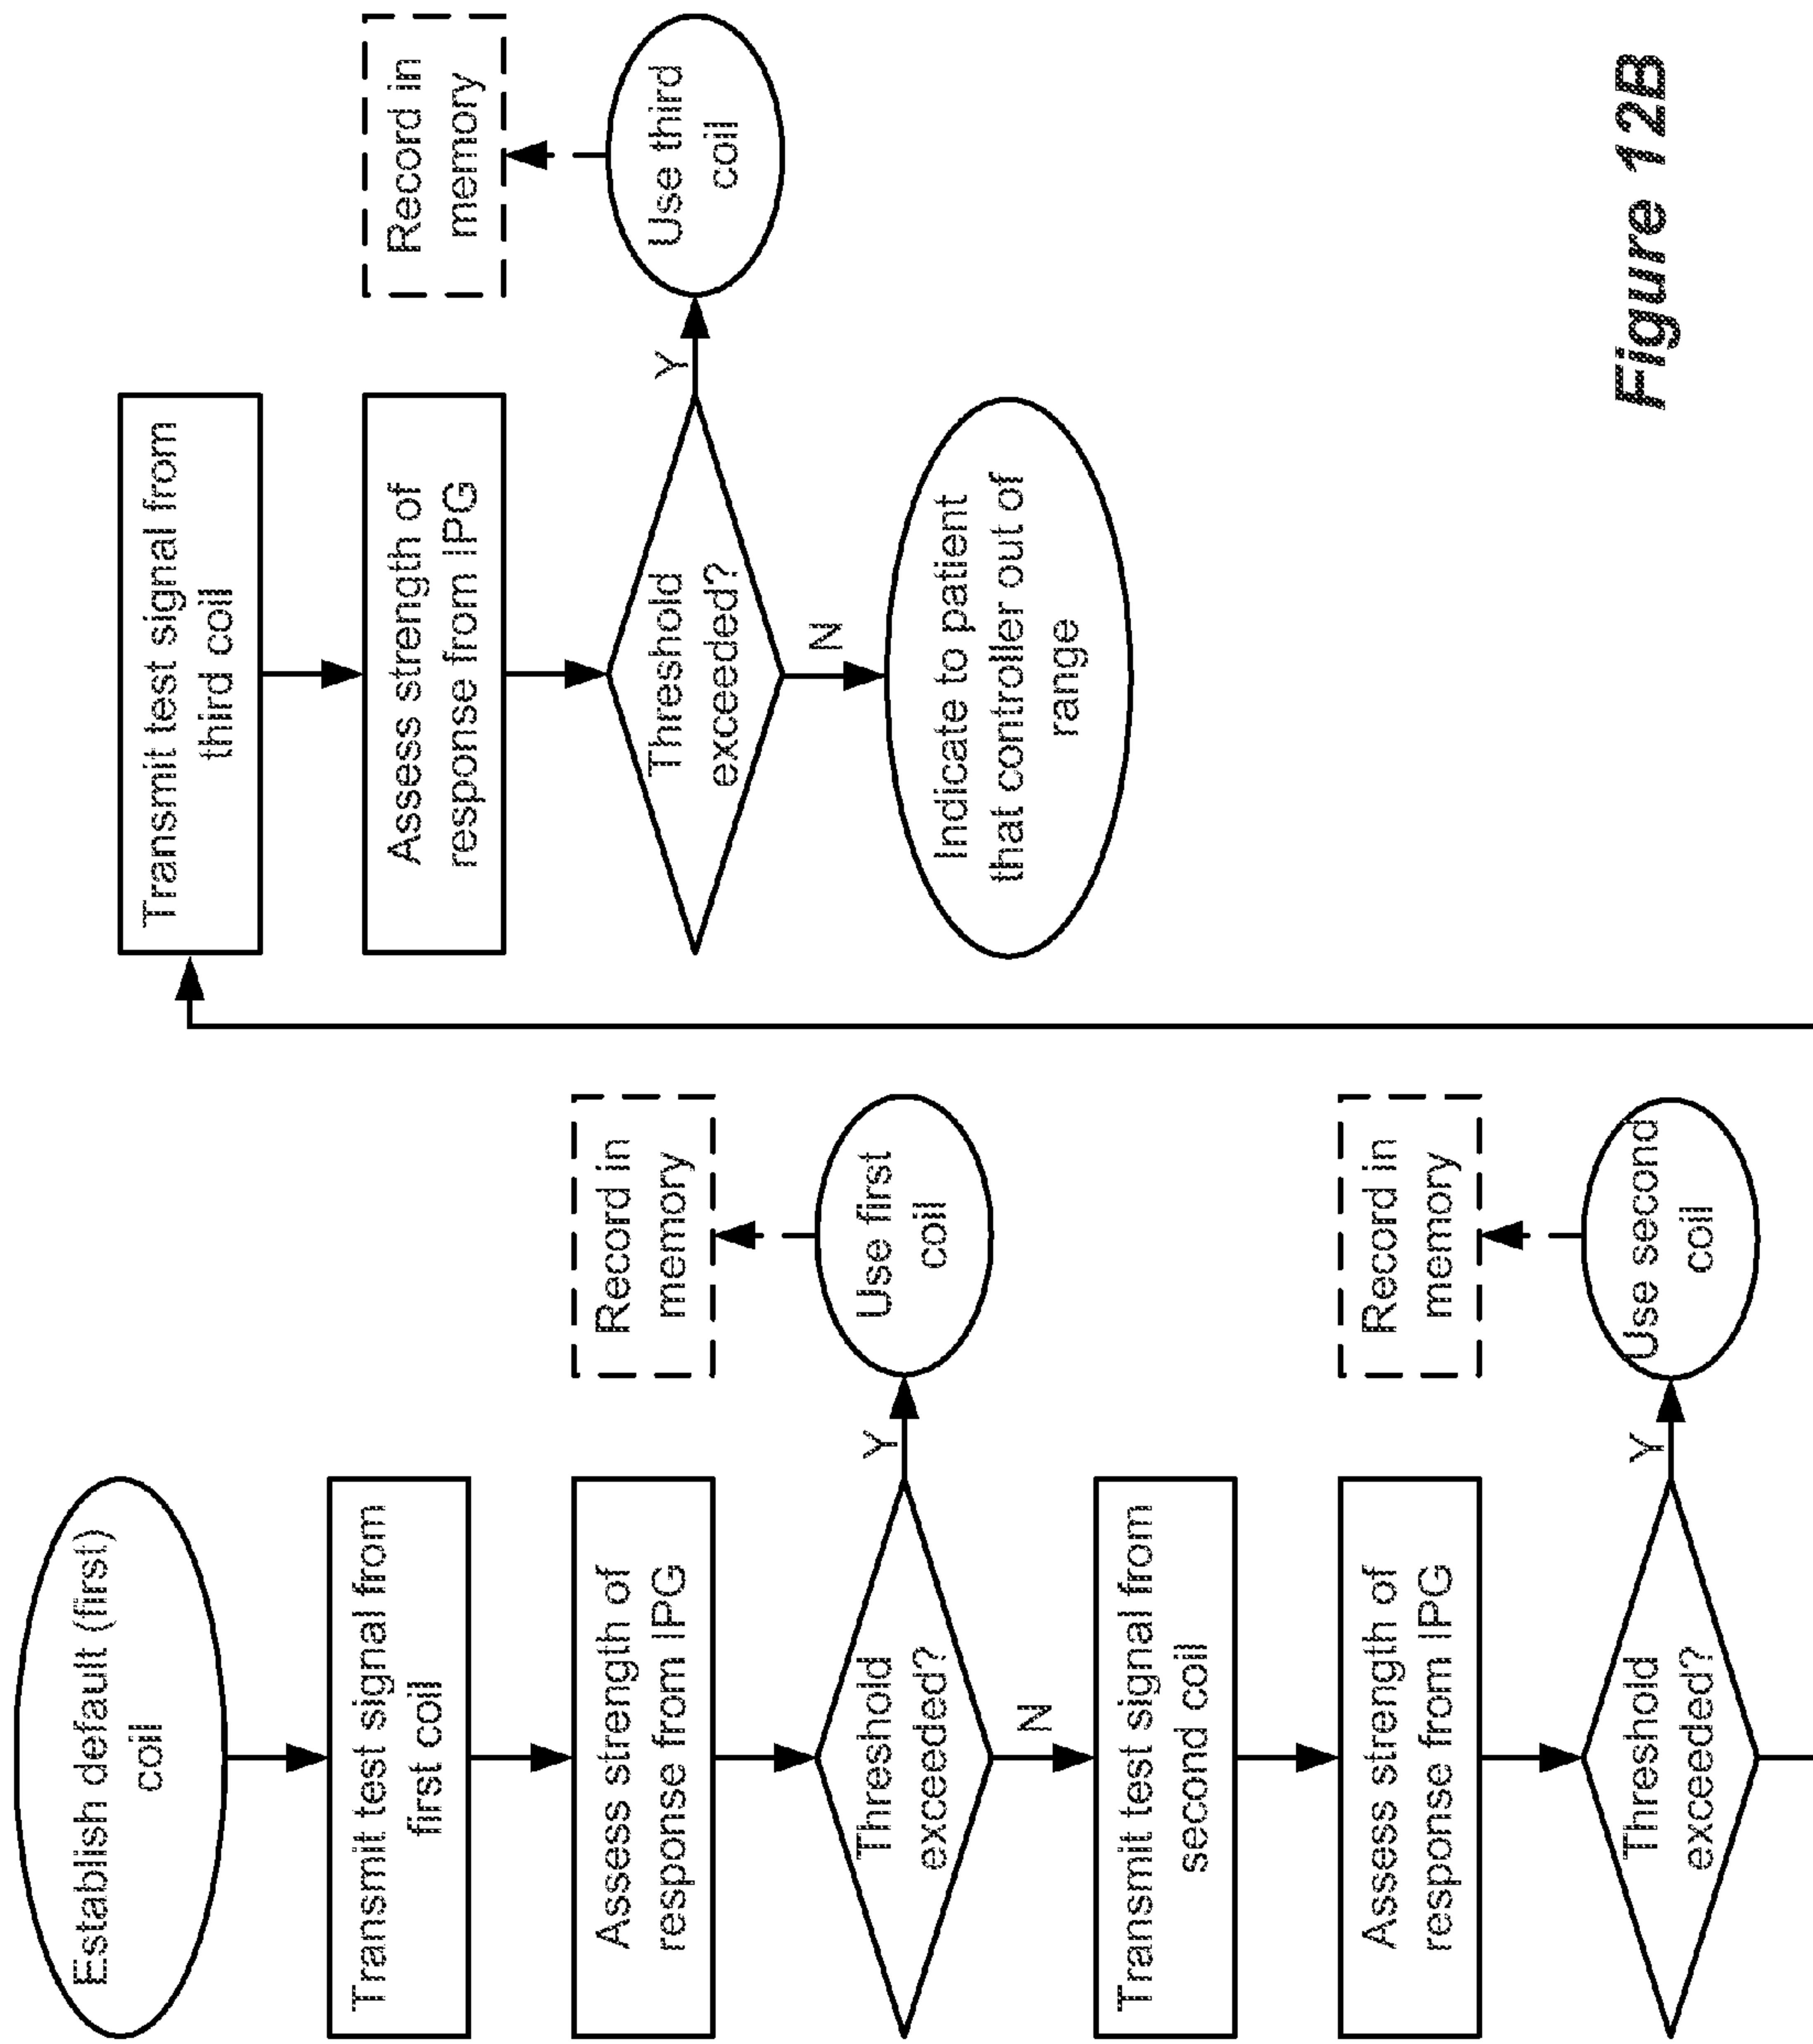 Establish default (first)
coil
Transmit test signal from
first coil
Assess strength of
response from IPG
Threshold
exceeded?
Y
Use first
coil
Record in
memory
N
Transmit test signal from
second coil
Assess strength of
response from IPG
Threshold
exceeded?
Y
Use second
coil
Record in
memory
Transmit test signal from
third coil
Assess strength of
response from IPG
Threshold
exceeded?
Y
Use third
coil
Record in
memory
N
Indicate to patient
that controller out of
range
Figure 12B